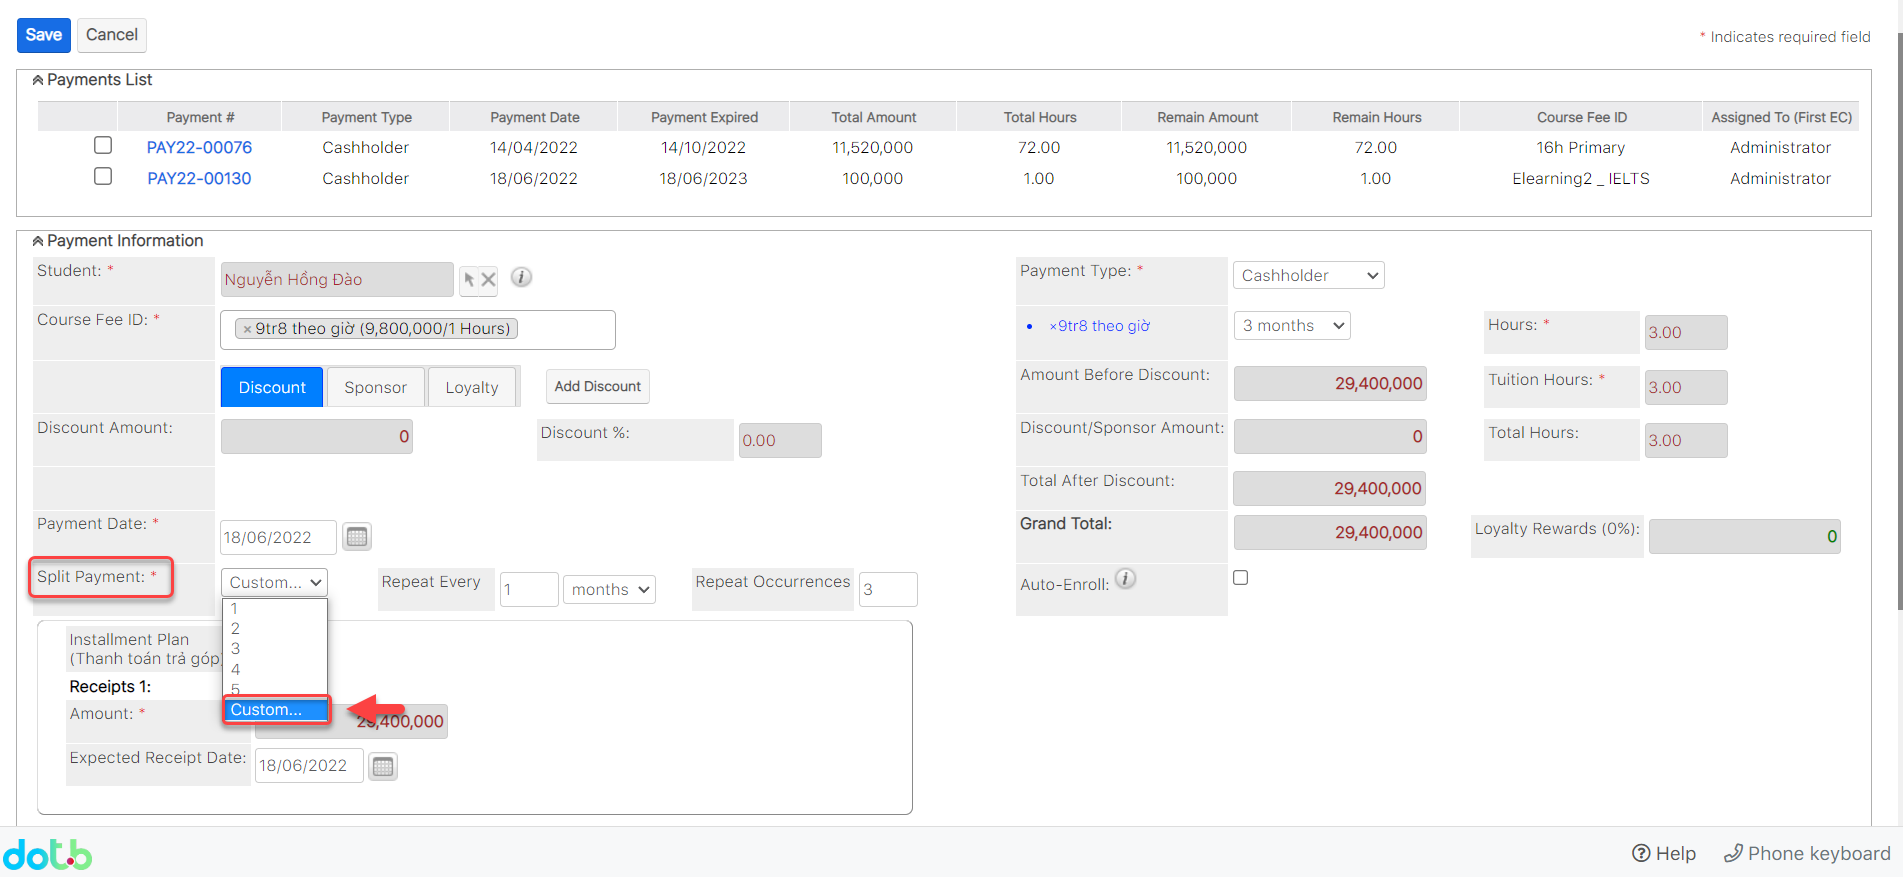 Save Cancel
* Indicates required field
Payments List
Payment # Payment Type Payment Date Payment Expired Total Amount Total Hours Remain Amount Remain Hours Course Fee ID Assigned To (First EC)
PAY22-00076 Cashholder 14/04/2022 14/10/2022 11,520,000 72.00 11,520,000 72.00 16h Primary Administrator
PAY22-00130 Cashholder 18/06/2022 18/06/2023 100,000 1.00 100,000 1.00 Elearning2 _ IELTS Administrator
Payment Information
Student: * Nguyễn Hồng Đào i Payment Type: * Cashholder
Course Fee ID: * ×9tr8 theo giờ (9,800,000/1 Hours) • ×9tr8 theo giờ 3 months Hours: * 3.00
Discount Sponsor Loyalty Add Discount Amount Before Discount: 29,400,000 Tuition Hours: * 3.00
Discount Amount: 0 Discount %: 0.00 Discount/Sponsor Amount: 0 Total Hours: 3.00
Total After Discount: 29,400,000
Payment Date: * 18/06/2022 Grand Total: 29,400,000 Loyalty Rewards (0%): 0
Split Payment: * Custom... Repeat Every 1 months Repeat Occurrences 3 Auto-Enroll: i
1
2
3
4
5
Custom...
Installment Plan
(Thanh toán trả góp)
Receipts 1:
Amount: * 29,400,000
Expected Receipt Date: 18/06/2022
dotb
Help Phone keyboard